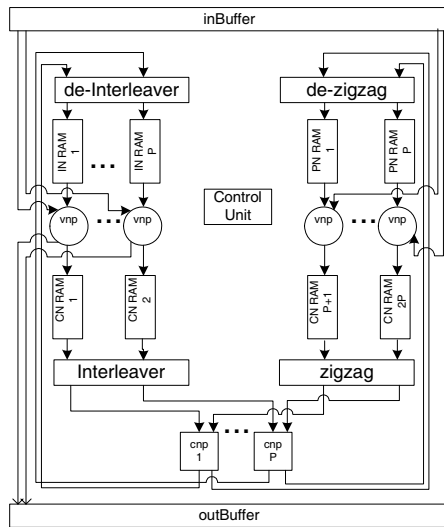 inBuffer
de-Interleaver
de-zigzag
IN RAM 1
...
IN RAM P
PN RAM 1
PN RAM P
Control Unit
vnp
...
vnp
vnp
...
vnp
CN RAM 1
CN RAM 2
CN RAM P+1
CN RAM 2P
Interleaver
zigzag
cnp 1
...
cnp P
outBuffer